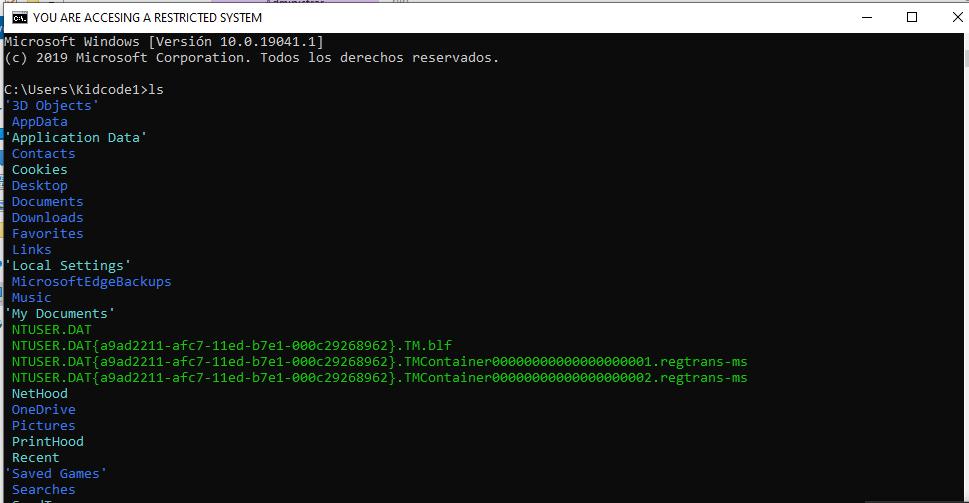 YOU ARE ACCESING A RESTRICTED SYSTEM
Microsoft Windows [Versión 10.0.19041.1]
(c) 2019 Microsoft Corporation. Todos los derechos reservados.
C:\Users\Kidcode1>ls
'3D Objects'
AppData
'Application Data'
Contacts
Cookies
Desktop
Documents
Downloads
Favorites
Links
'Local Settings'
MicrosoftEdgeBackups
Music
'My Documents'
NTUSER.DAT
NTUSER.DAT{a9ad2211-afc7-11ed-b7e1-000c29268962}.TM.blf
NTUSER.DAT{a9ad2211-afc7-11ed-b7e1-000c29268962}.TMContainer00000000000000000001.regtrans-ms
NTUSER.DAT{a9ad2211-afc7-11ed-b7e1-000c29268962}.TMContainer00000000000000000002.regtrans-ms
NetHood
OneDrive
Pictures
PrintHood
Recent
'Saved Games'
Searches